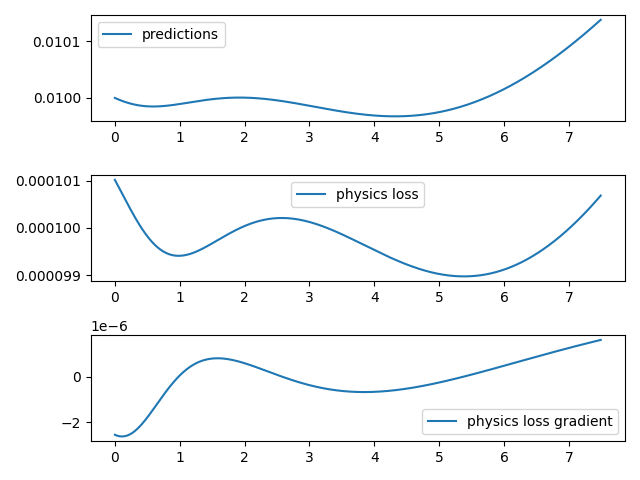 predictions
0.0101
0.0100
0 1 2 3 4 5 6 7
physics loss
0.000101
0.000100
0.000099
0 1 2 3 4 5 6 7
1e−6
0
−2
physics loss gradient
0 1 2 3 4 5 6 7